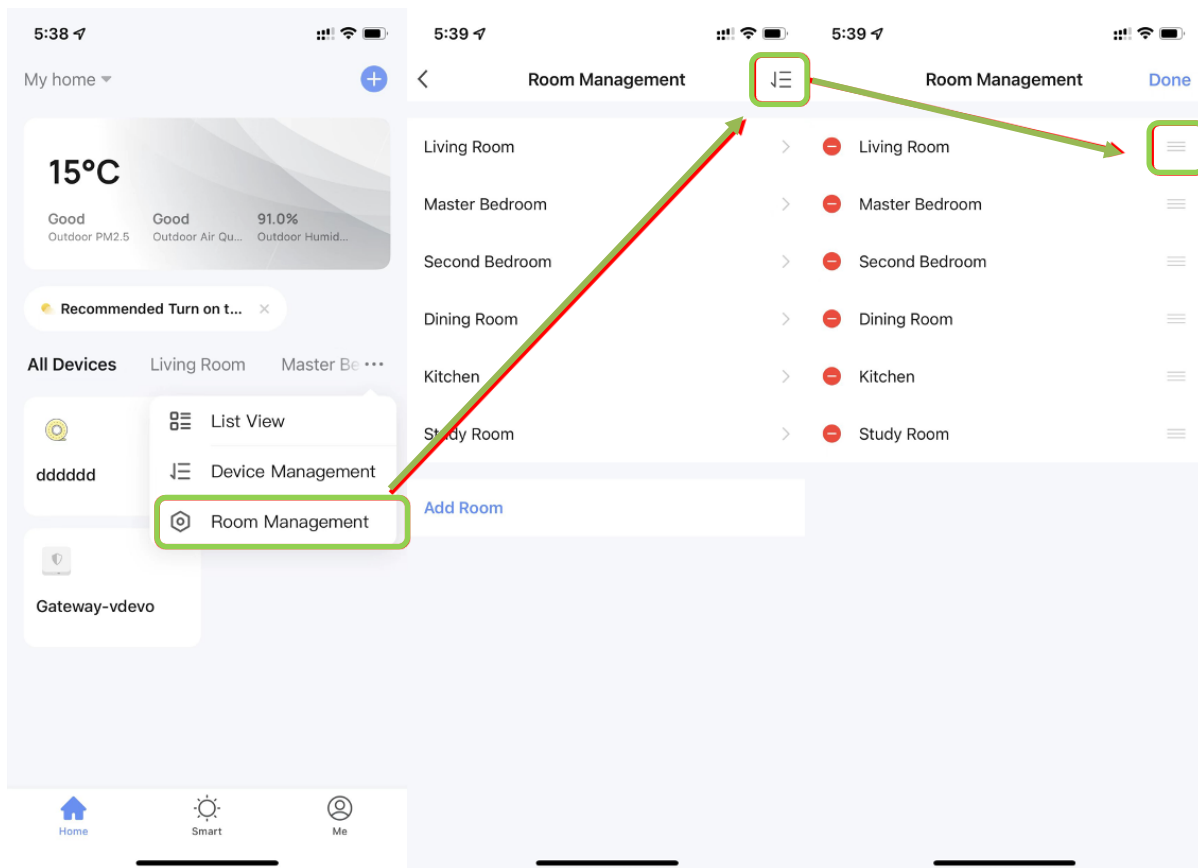 5:38
My home
15°C
Good
Outdoor PM2.5
Good
Outdoor Air Qu...
91.0%
Outdoor Humid...
Recommended Turn on t...
All Devices
Living Room
Master Be
dddddd
List View
Device Management
Room Management
Gateway-vdevo
Home
Smart
Me
5:39
Room Management
Living Room
Master Bedroom
Second Bedroom
Dining Room
Kitchen
Study Room
Add Room
5:39
Room Management
Done
Living Room
Master Bedroom
Second Bedroom
Dining Room
Kitchen
Study Room